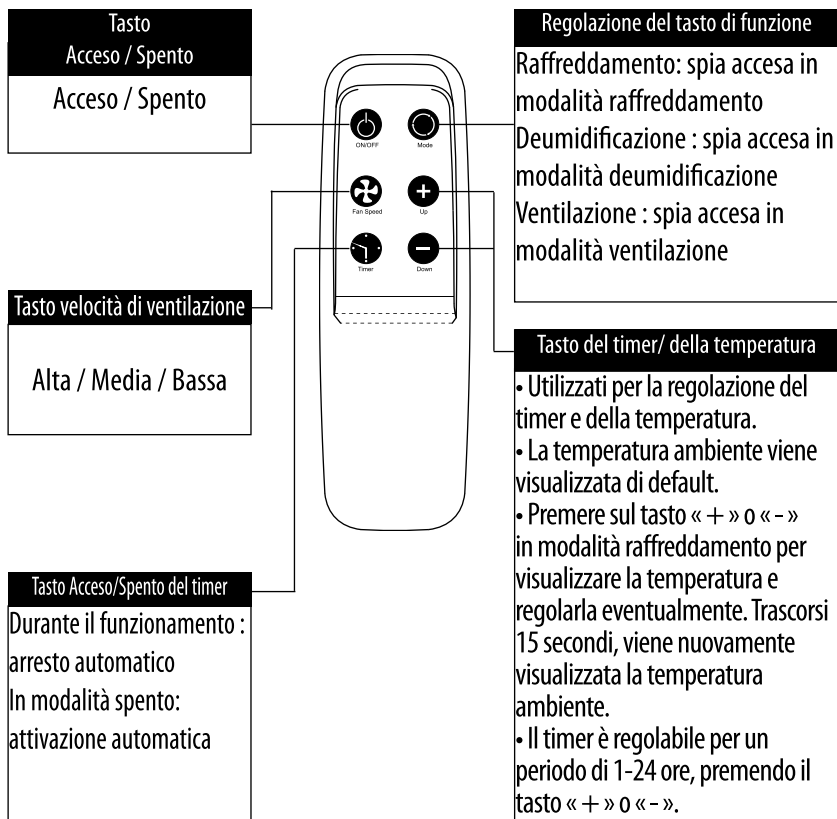 Tasto
Acceso / Spento
Acceso / Spento
Tasto velocità di ventilazione
Alta / Media / Bassa
Tasto Acceso/Spento del timer
Durante il funzionamento :
arresto automatico
In modalità spento:
attivazione automatica
ON/OFF
Mode
Fan Speed
Up
Timer
Down
Regolazione del tasto di funzione
Raffreddamento: spia accesa in
modalità raffreddamento
Deumidificazione : spia accesa in
modalità deumidificazione
Ventilazione : spia accesa in
modalità ventilazione
Tasto del timer/ della temperatura
• Utilizzati per la regolazione del
timer e della temperatura.
• La temperatura ambiente viene
visualizzata di default.
• Premere sul tasto « + » o « - »
in modalità raffreddamento per
visualizzare la temperatura e
regolarla eventualmente. Trascorsi
15 secondi, viene nuovamente
visualizzata la temperatura
ambiente.
• Il timer è regolabile per un
periodo di 1-24 ore, premendo il
tasto « + » o « - ».